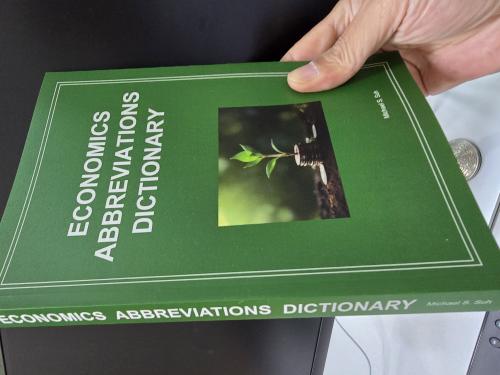 ECONOMICS
ABBREVIATIONS
DICTIONARY
Michael S. Suh
ECONOMICS ABBREVIATIONS DICTIONARY Michael S. Suh